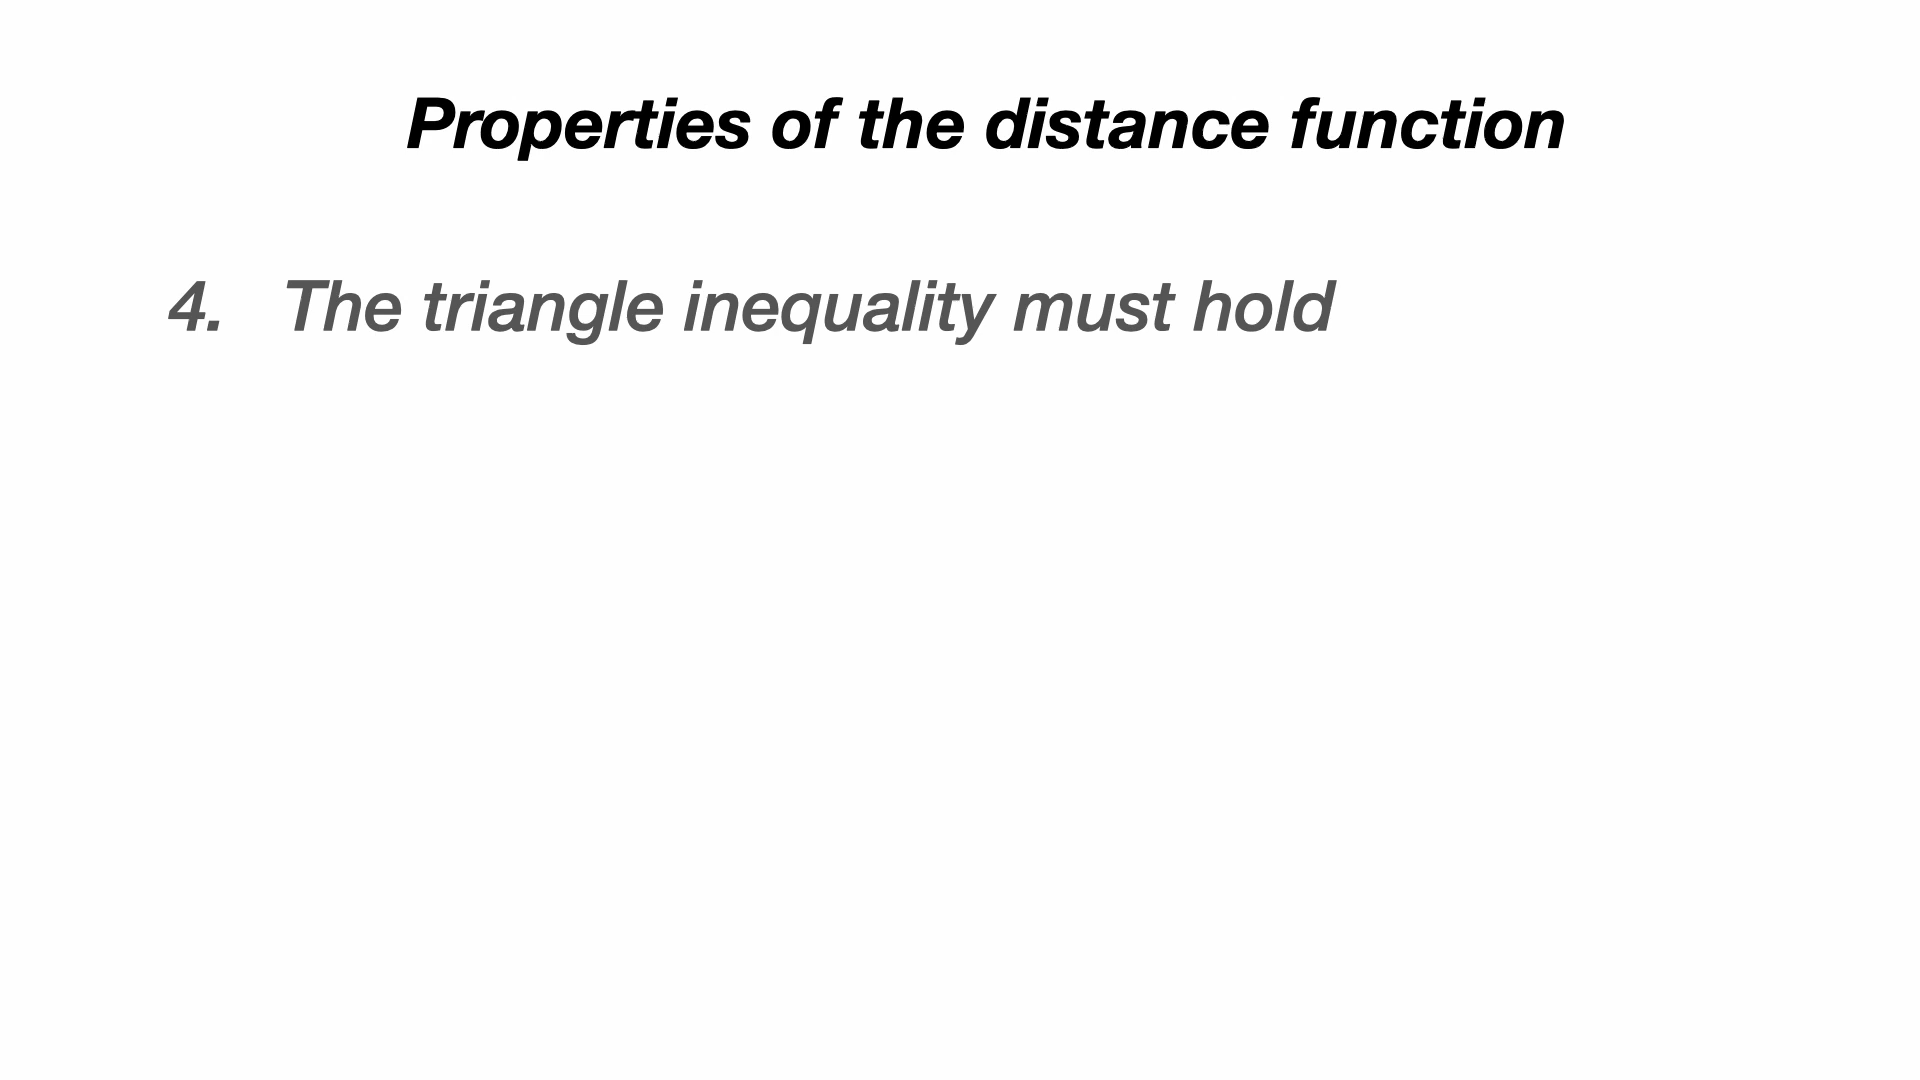 Properties of the distance function
4. The triangle inequality must hold